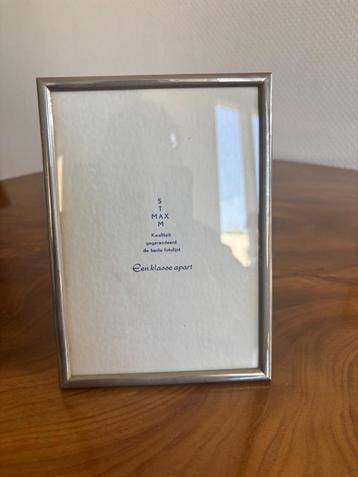 S
T
MAX
M
Kwaliteit
gegarandeerd
de beste fotolijst
Een klasse apart